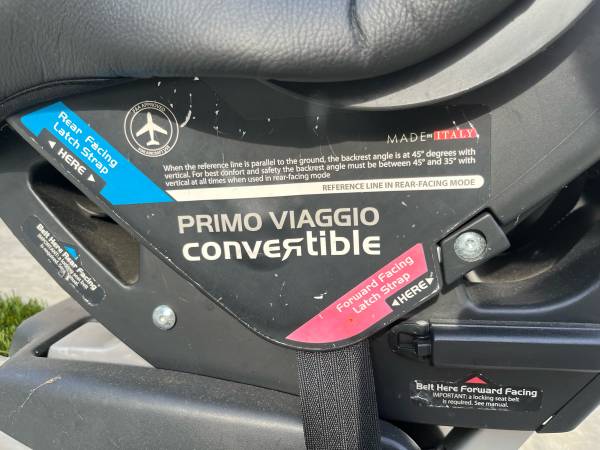 FAA APPROVED
MADE IN ITALY
Rear Facing
Latch Strap
HERE
When the reference line is parallel to the ground, the backrest angle is at 45° degrees with
vertical. For best confort and safety the backrest must be between 45° and 35° with
vertical at all times when used in rear-facing mode
REFERENCE LINE IN REAR-FACING MODE
PRIMO VIAGGIO
convertible
Belt Here Rear Facing
Forward Facing
Latch Strap
HERE
Belt Here Forward Facing
IMPORTANT: a locking seat belt
is required. See manual.